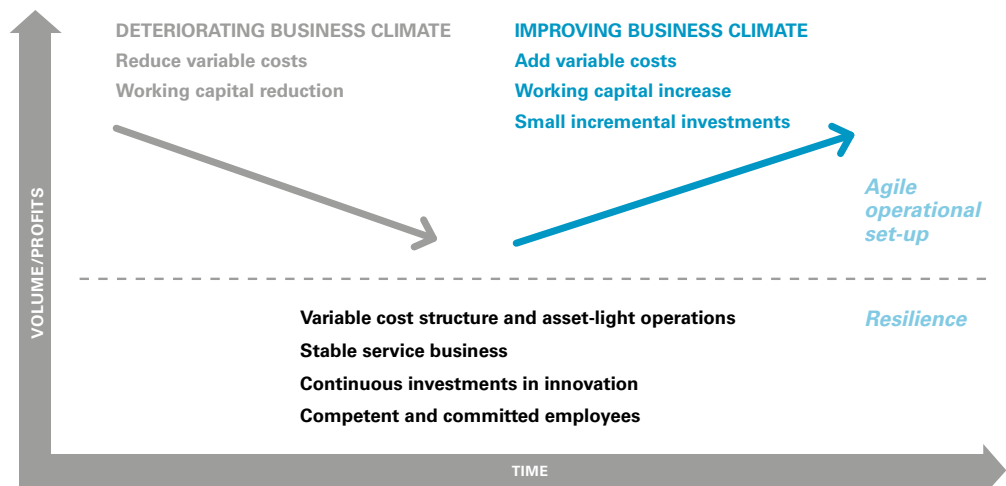 DETERIORATING BUSINESS CLIMATE
Reduce variable costs
Working capital reduction
IMPROVING BUSINESS CLIMATE
Add variable costs
Working capital increase
Small incremental investments
Agile
operational
set-up
VOLUME/PROFITS
Variable cost structure and asset-light operations
Stable service business
Continuous investments in innovation
Competent and committed employees
Resilience
TIME